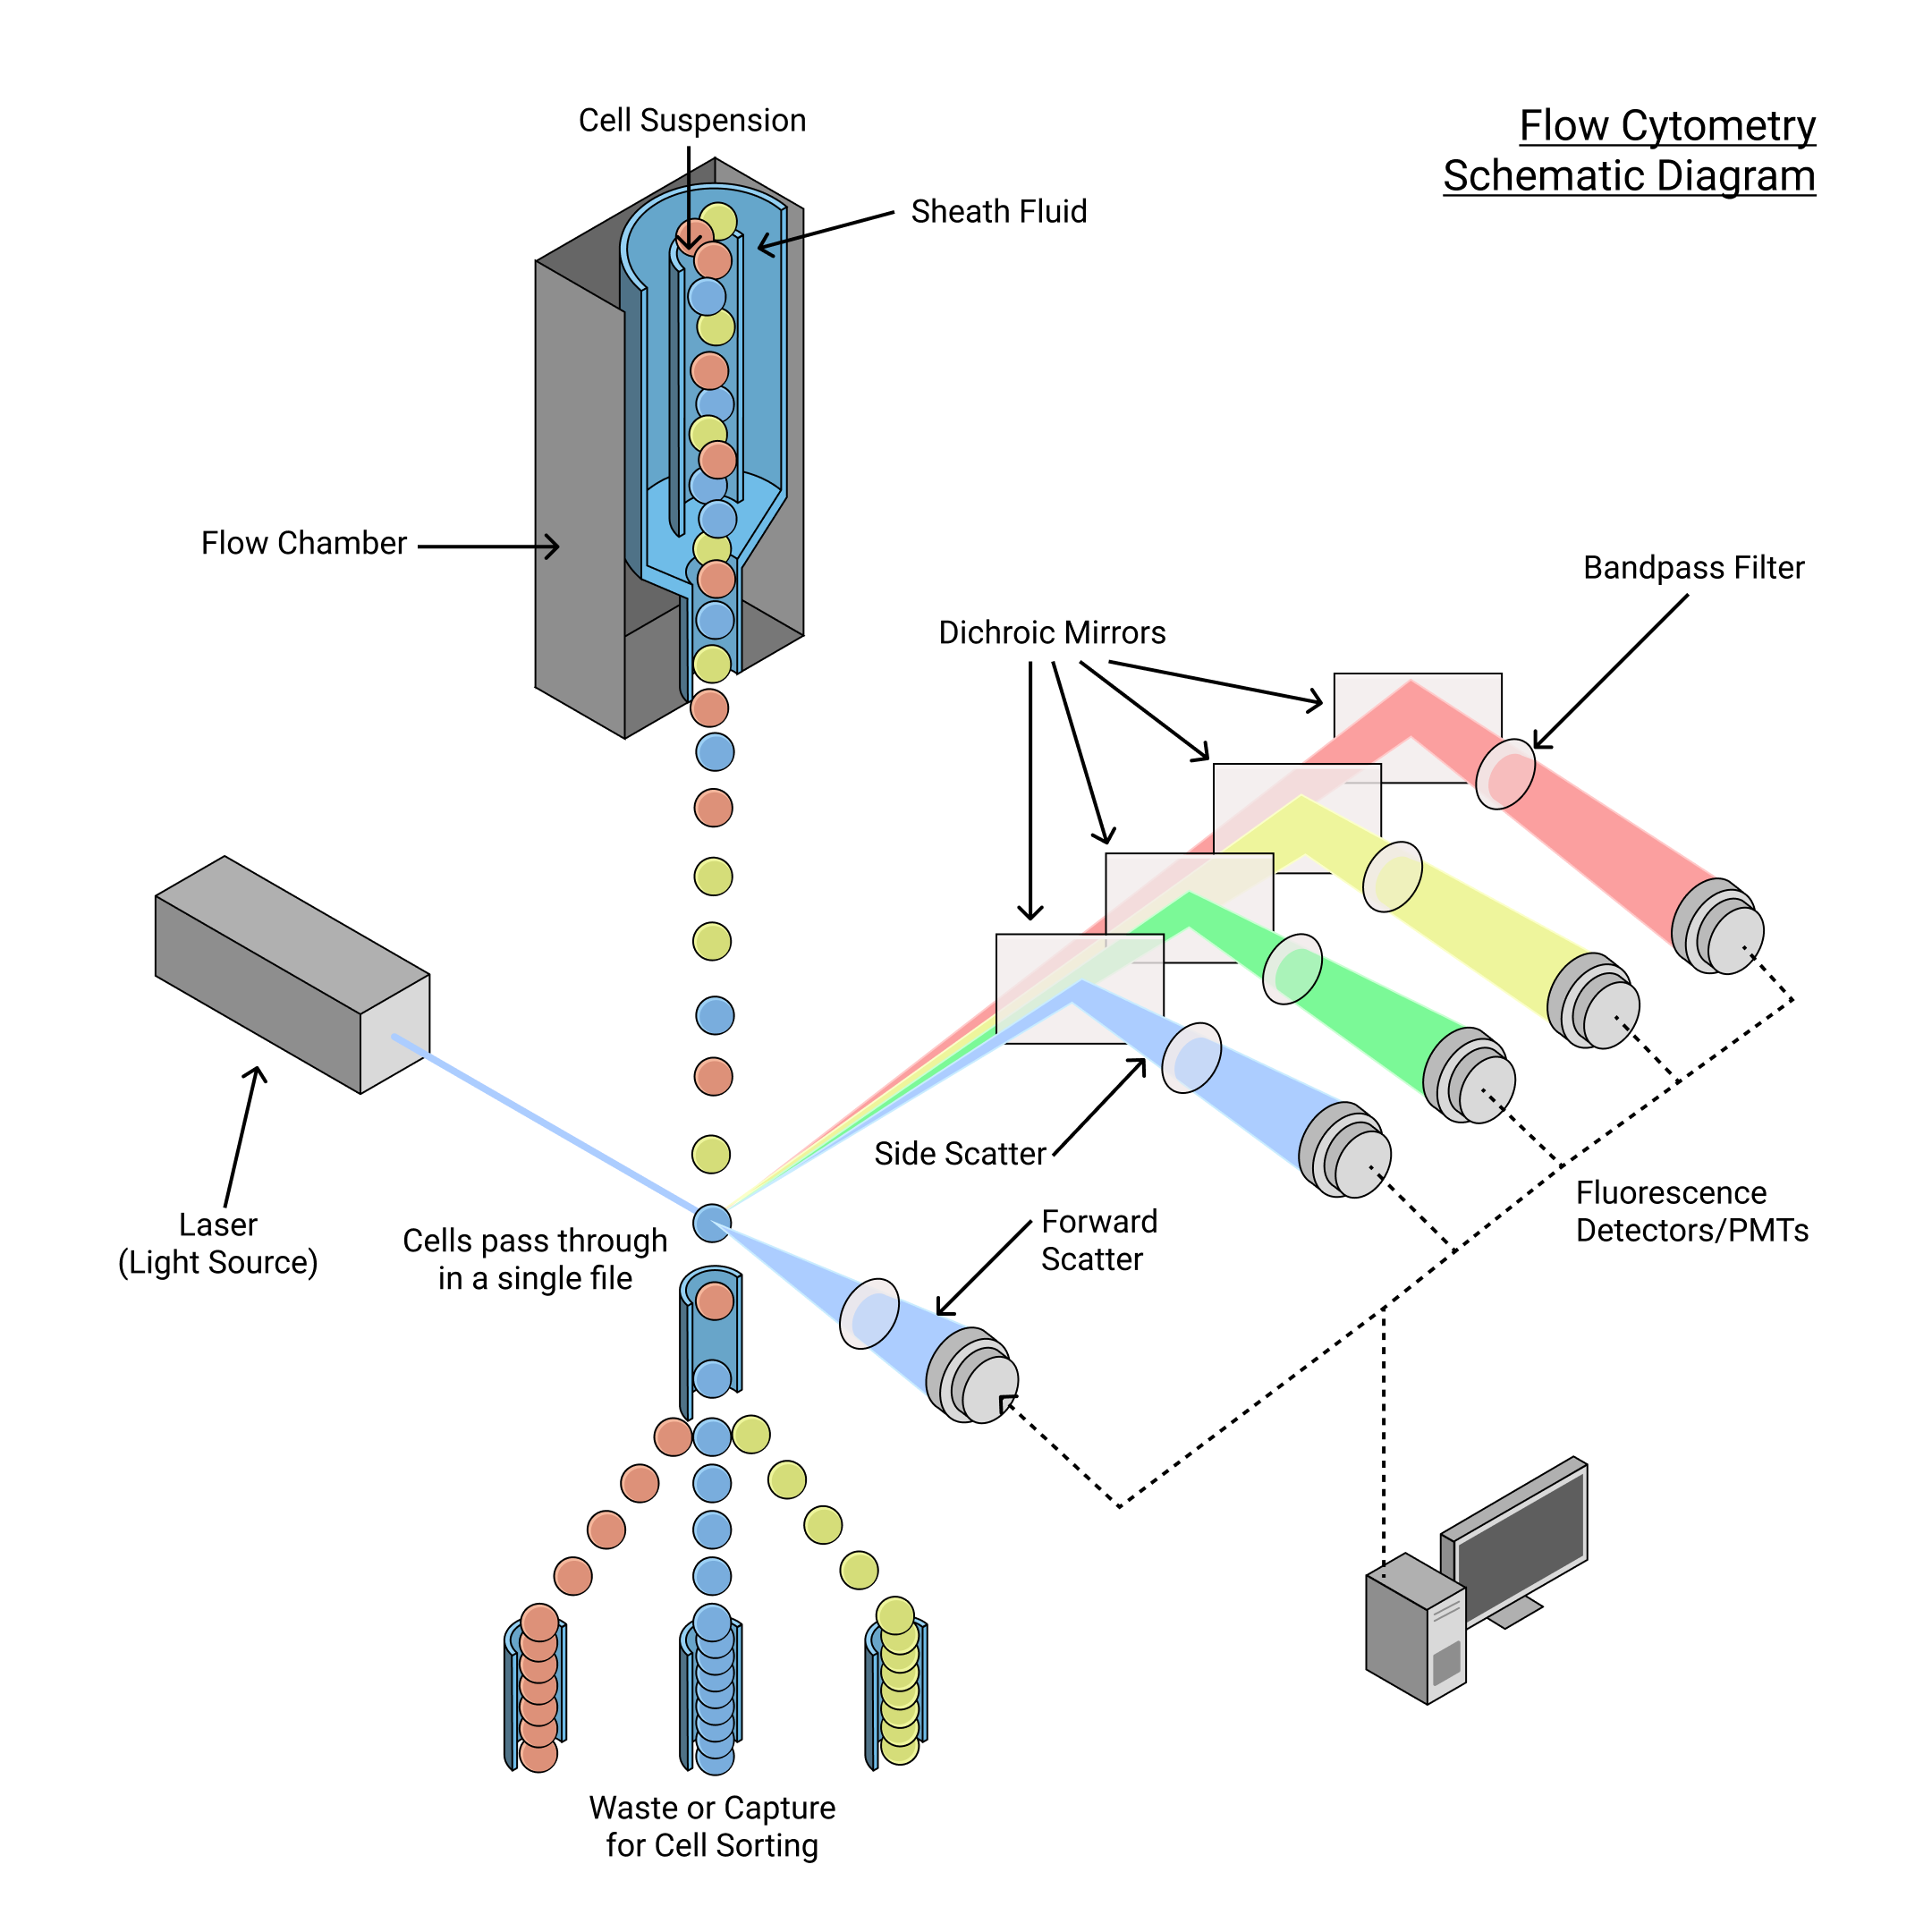 Flow Cytometry
Schematic Diagram
Cell Suspension
Sheath Fluid
Flow Chamber
Bandpass Filter
Dichroic Mirrors
Side Scatter
Fluorescence
Detectors/PMTs
Forward
Scatter
Laser
(Light Source)
Cells pass through
in a single file
Waste or Capture
for Cell Sorting